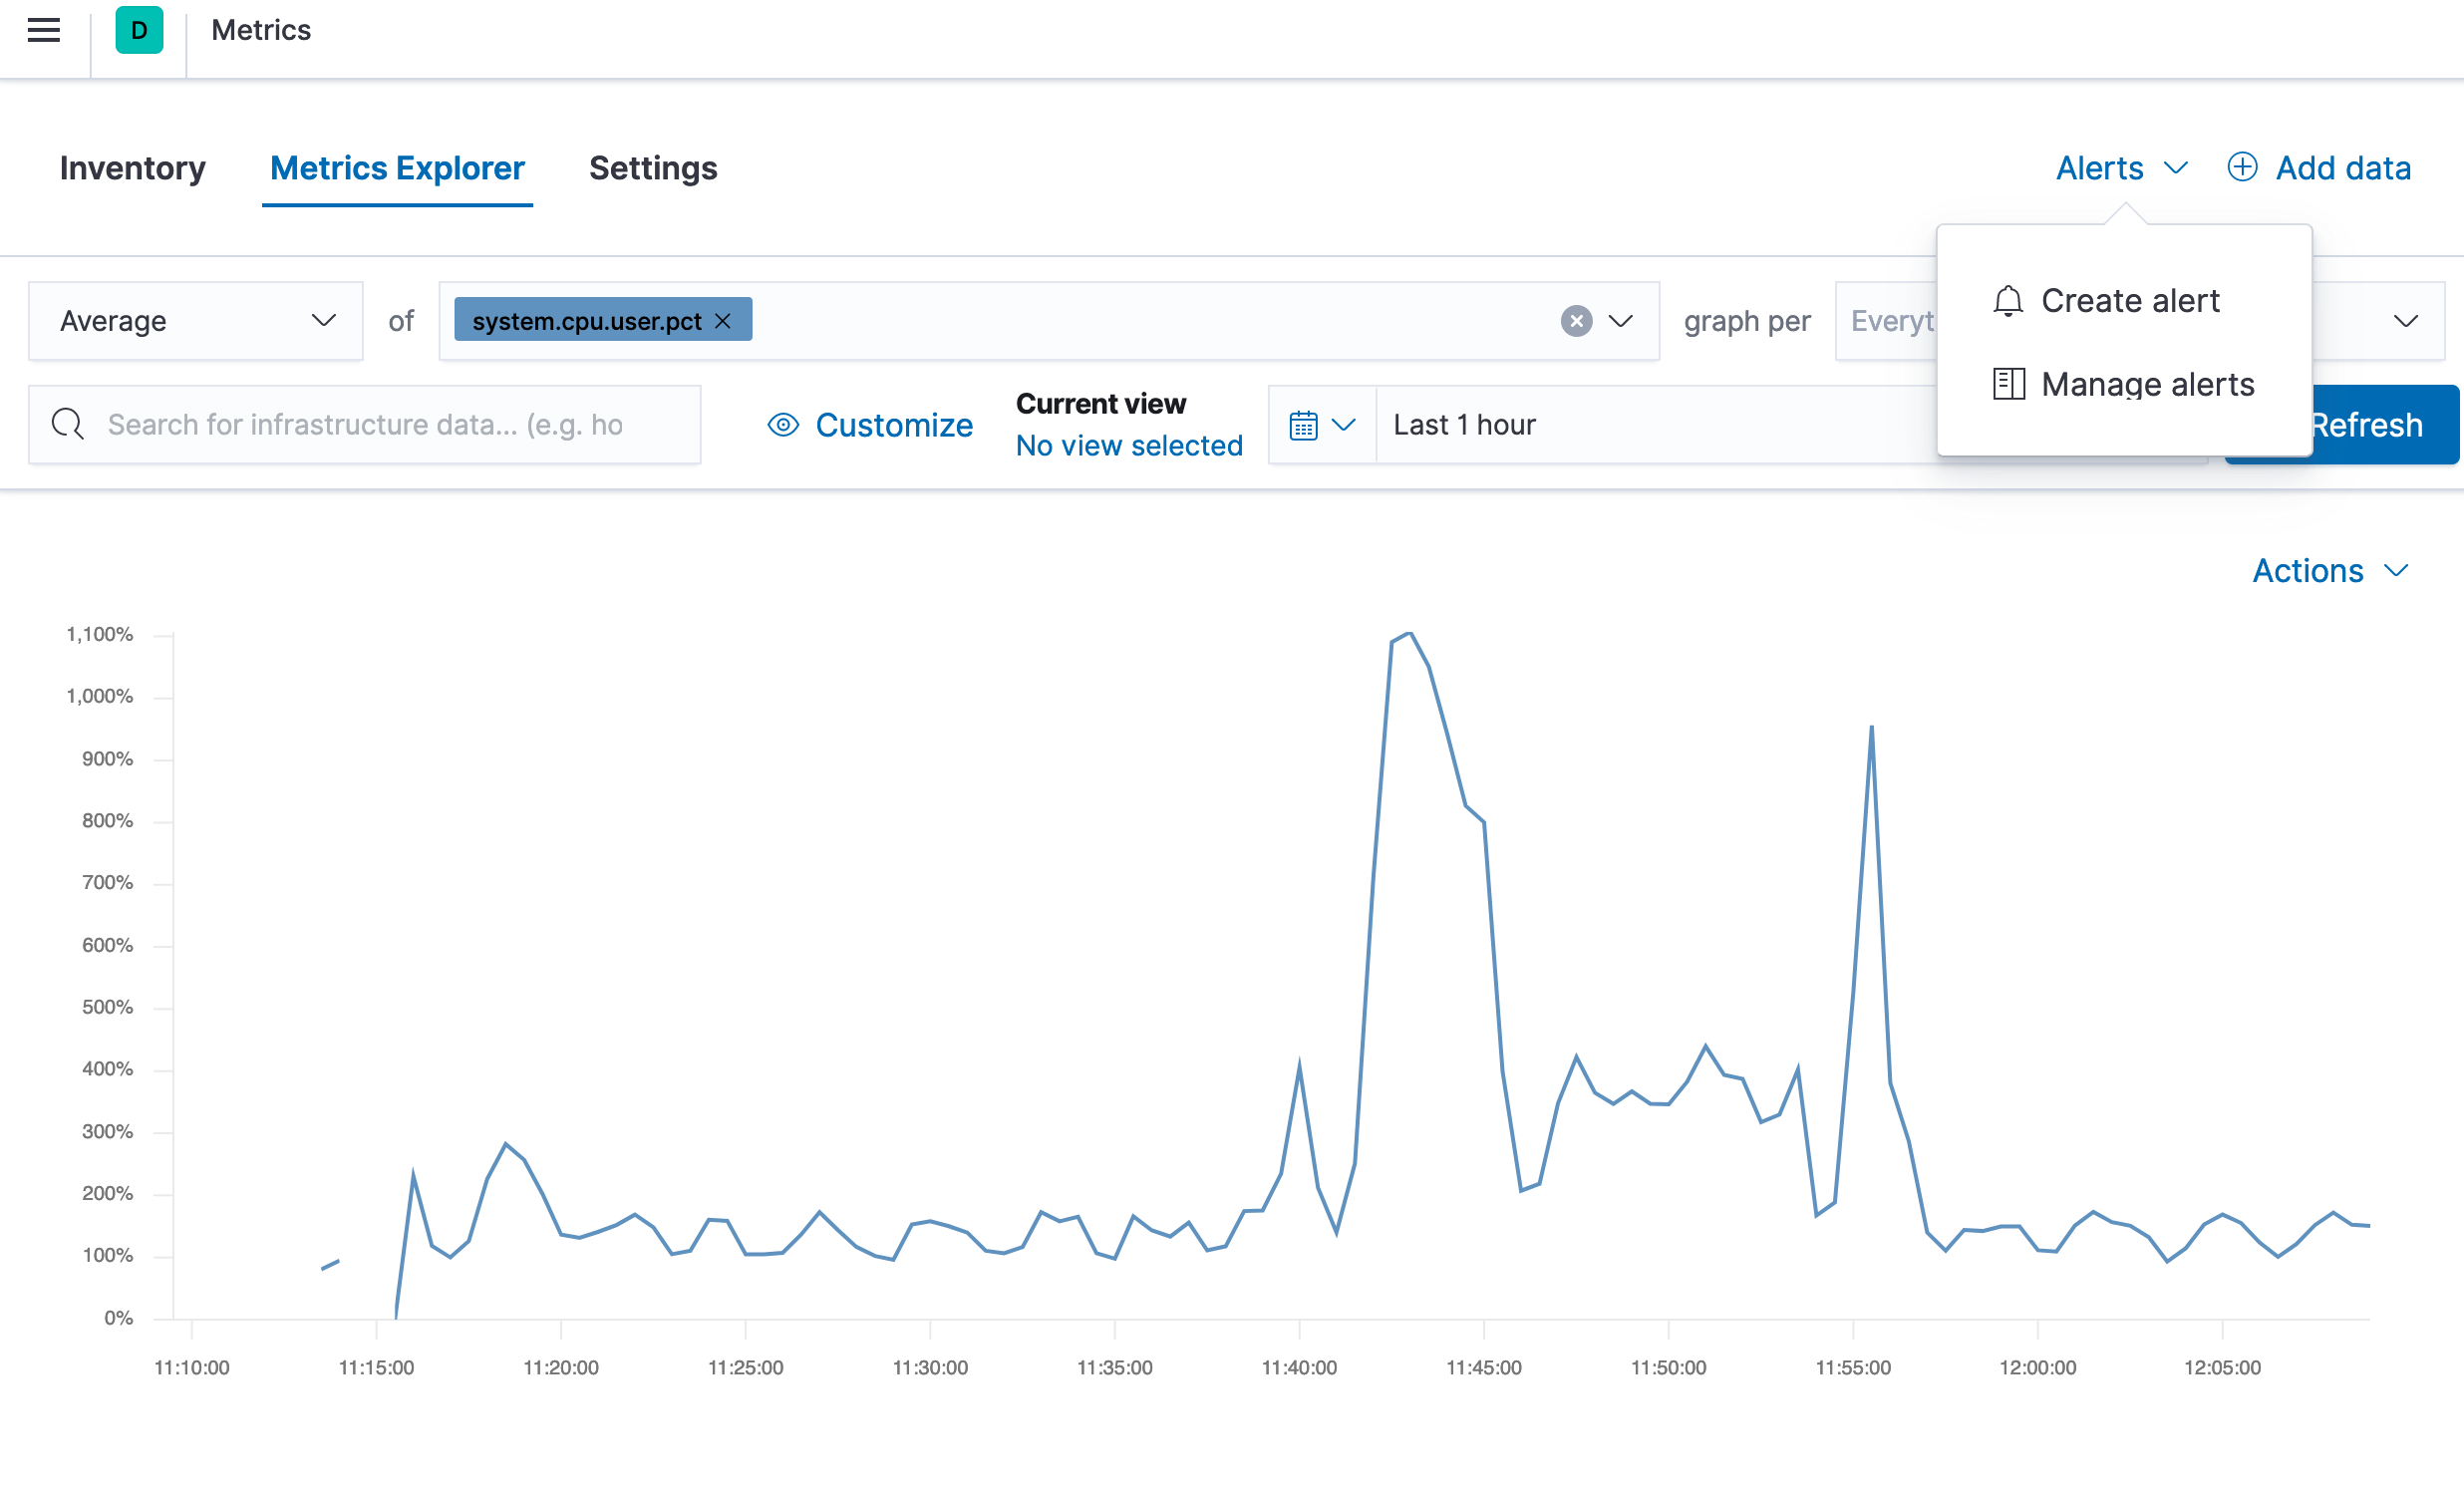 D Metrics
Inventory Metrics Explorer Settings Alerts Add data
Create alert
Manage alerts
Average of system.cpu.user.pct graph per Everyt
Search for infrastructure data... (e.g. ho Customize Current view
No view selected
Last 1 hour Refresh
Actions
1,100%
1,000%
900%
800%
700%
600%
500%
400%
300%
200%
100%
0%
11:10:00 11:15:00 11:20:00 11:25:00 11:30:00 11:35:00 11:40:00 11:45:00 11:50:00 11:55:00 12:00:00 12:05:00